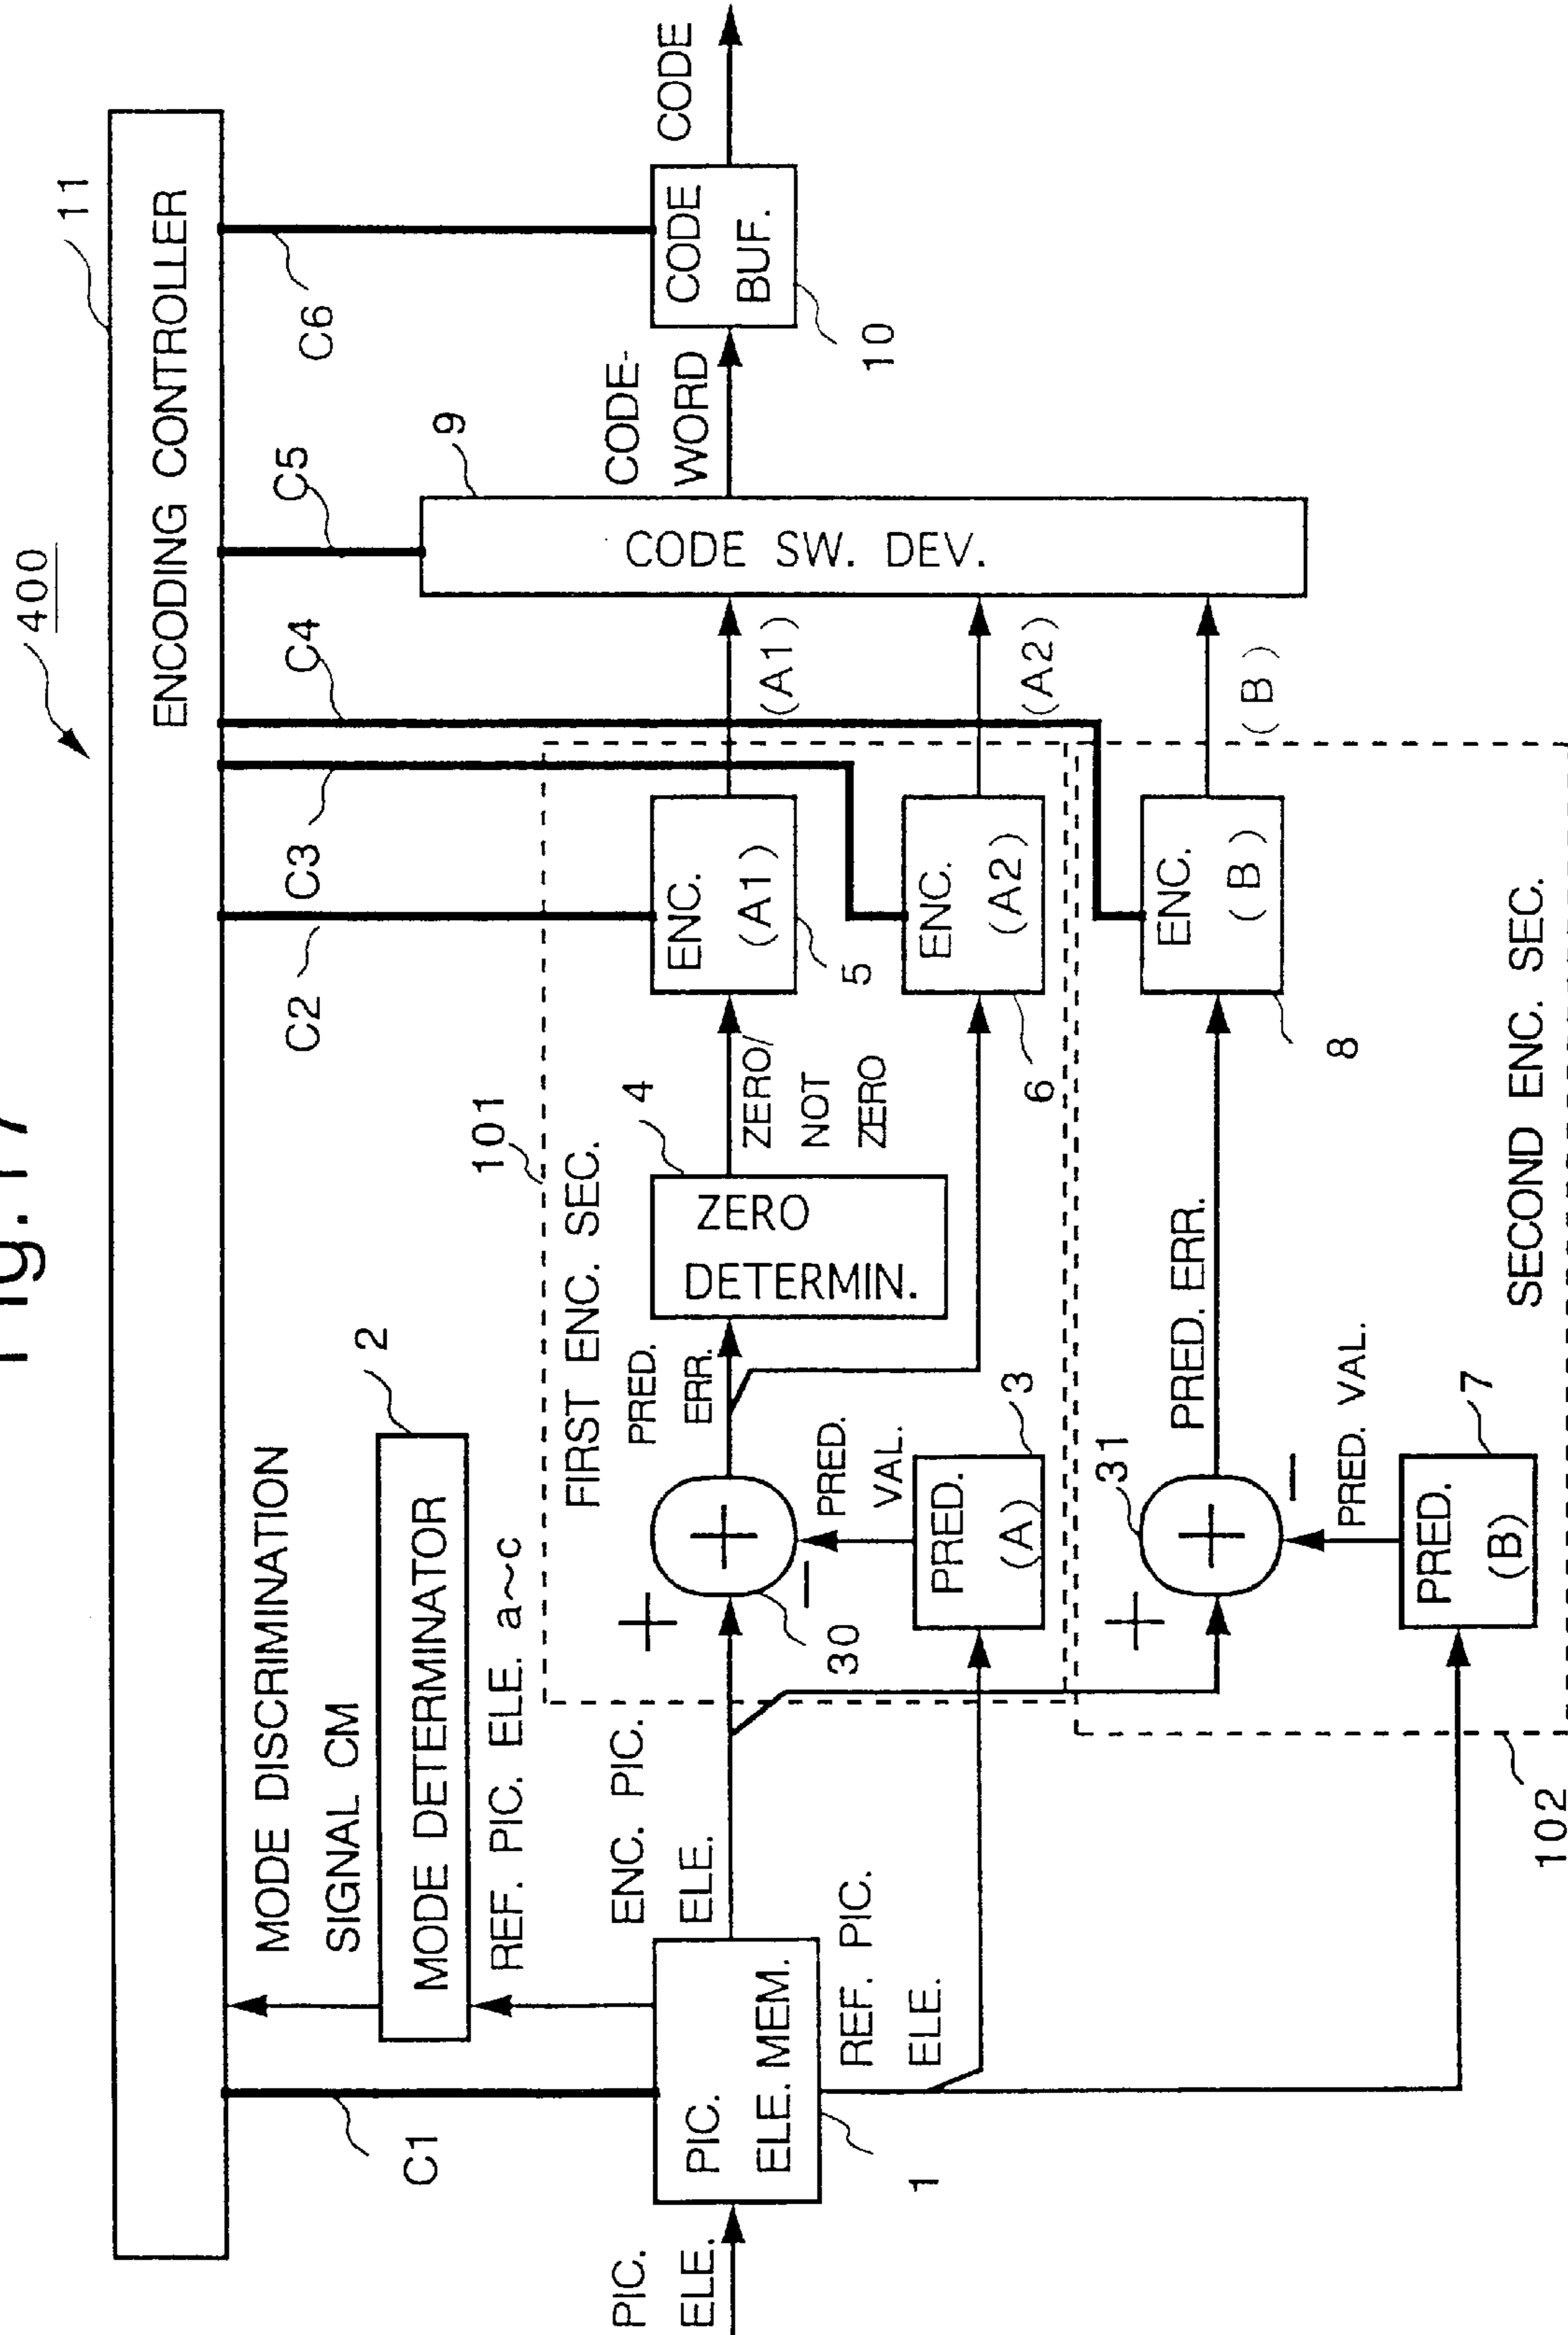 Fig.17
400
11
ENCODING CONTROLLER
C1
MODE DISCRIMINATION
SIGNAL CM
2
MODE DETERMINATOR
REF. PIC. ELE. a~c
C2
C3
C4
C5
C6
PIC.
ELE.
PIC.
ELE. MEM.
1
ENC. PIC.
ELE.
REF. PIC.
ELE.
101
FIRST ENC. SEC.
+
+
−
30
PRED.
ERR.
PRED.
VAL.
PRED.
(A)
3
4
ZERO
DETERMIN.
ZERO/
NOT
ZERO
ENC.
(A1)
5
ENC.
(A2)
6
(A1)
(A2)
(B)
9
CODE SW. DEV.
CODE-
WORD
CODE
BUF.
10
CODE
102
+
31
+
−
PRED. ERR.
PRED. VAL.
PRED.
(B)
7
ENC.
(B)
8
SECOND ENC. SEC.